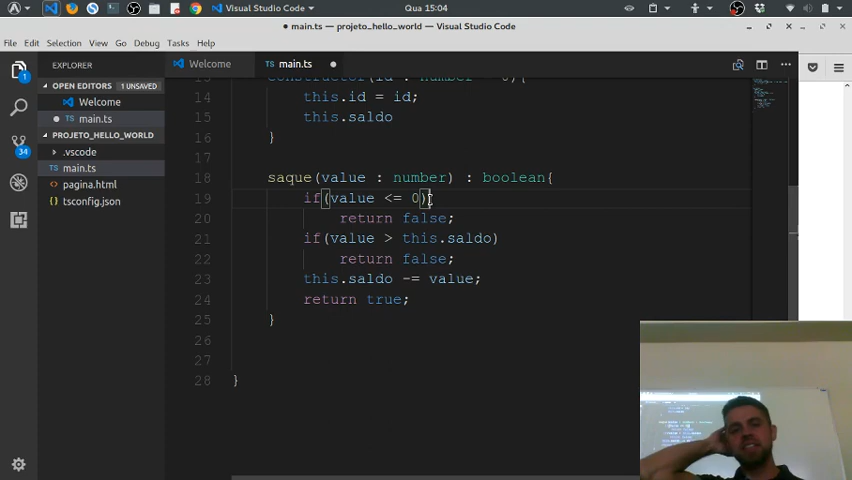 Visual Studio Code
Qua 15:04
main.ts - projeto_hello_world - Visual Studio Code
File Edit Selection View Go Debug Tasks Help
EXPLORER
Welcome
main.ts
OPEN EDITORS 1 UNSAVED
Welcome
main.ts
PROJETO_HELLO_WORLD
.vscode
main.ts
pagina.html
tsconfig.json
1
34
14 this.id = id;
15 this.saldo
16 }
17
18 saque(value : number) : boolean{
19 if(value <= 0)
20 return false;
21 if(value > this.saldo)
22 return false;
23 this.saldo -= value;
24 return true;
25 }
26
27
28 }